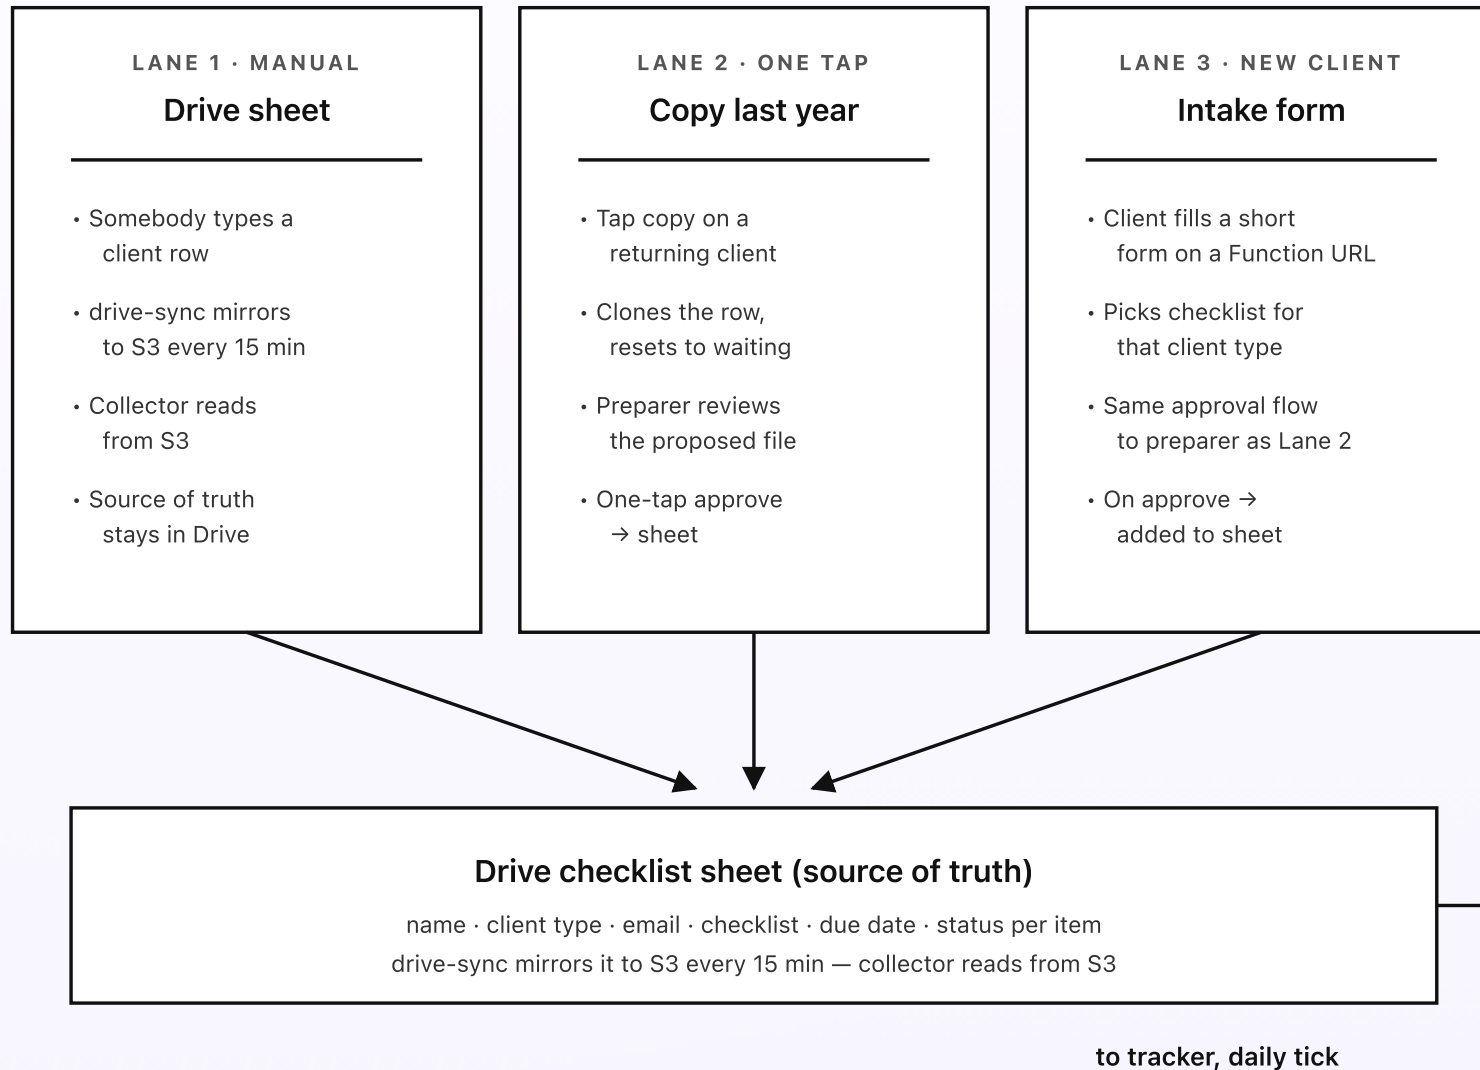 LANE 1 · MANUAL
Drive sheet
• Somebody types a
client row
• drive-sync mirrors
to S3 every 15 min
• Collector reads
from S3
• Source of truth
stays in Drive
LANE 2 · ONE TAP
Copy last year
• Tap copy on a
returning client
• Clones the row,
resets to waiting
• Preparer reviews
the proposed file
• One-tap approve
→ sheet
LANE 3 · NEW CLIENT
Intake form
• Client fills a short
form on a Function URL
• Picks checklist for
that client type
• Same approval flow
to preparer as Lane 2
• On approve →
added to sheet
Drive checklist sheet (source of truth)
name · client type · email · checklist · due date · status per item
drive-sync mirrors it to S3 every 15 min — collector reads from S3
to tracker, daily tick